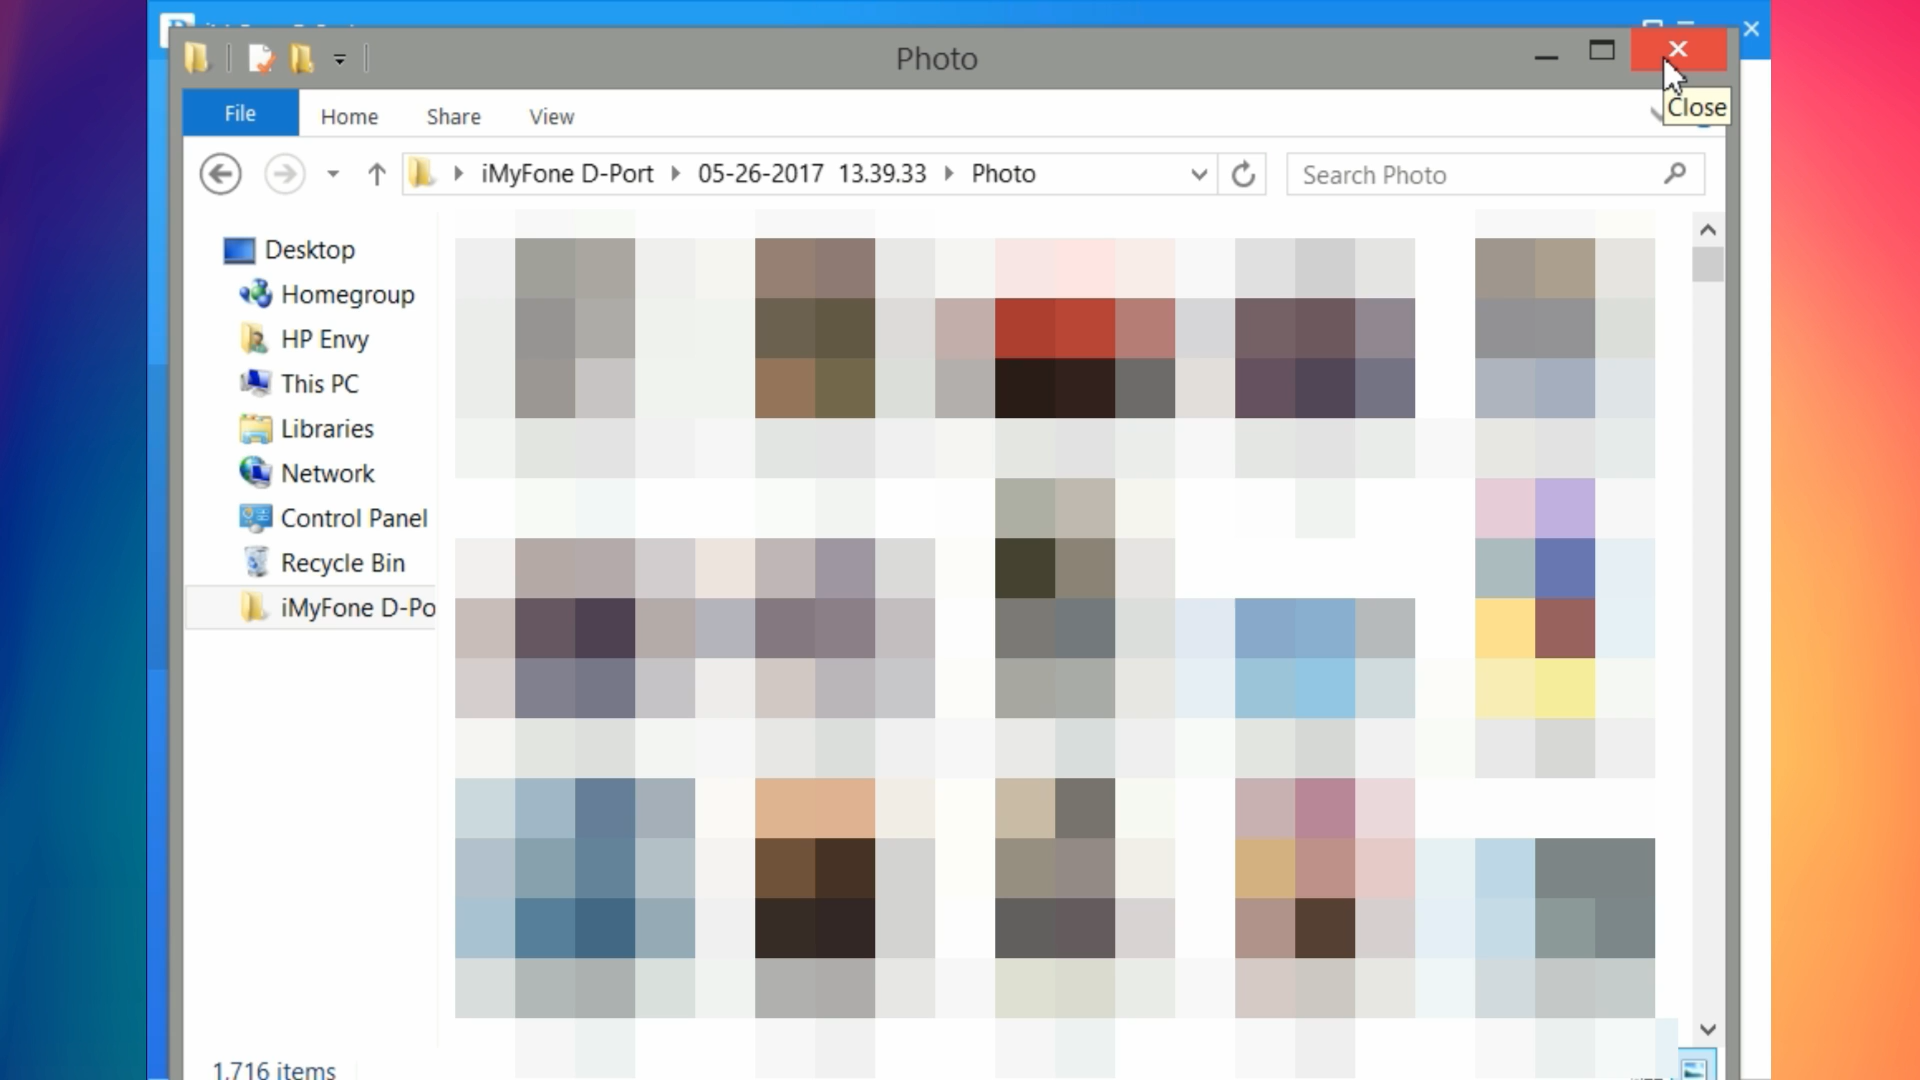 Photo
Close
File Home Share View
iMyFone D-Port 05-26-2017 13.39.33 Photo
Search Photo
Desktop
Homegroup
HP Envy
This PC
Libraries
Network
Control Panel
Recycle Bin
iMyFone D-Po
1,716 items